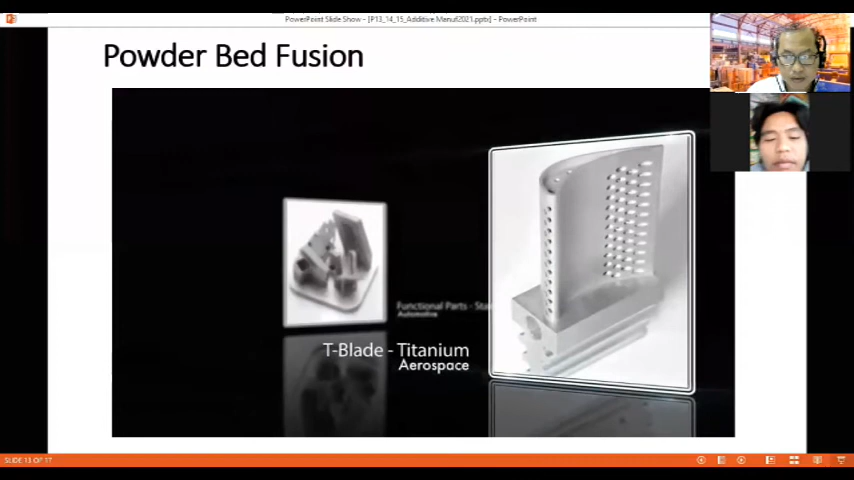 PowerPoint Slide Show - [P13_14_15_Additive Manuf2021.pptx] - PowerPoint
Powder Bed Fusion
Functional Parts - Stai
Automotive
T-Blade - Titanium
Aerospace
SLIDE 13 OF 17